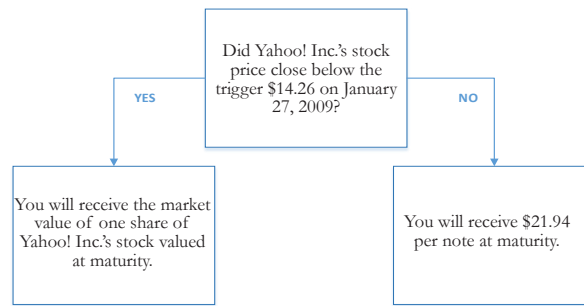 Did Yahoo! Inc.'s stock
price close below the
trigger $14.26 on January
27, 2009?
YES
NO
You will receive the market
value of one share of
Yahoo! Inc.'s stock valued
at maturity.
You will receive $21.94
per note at maturity.